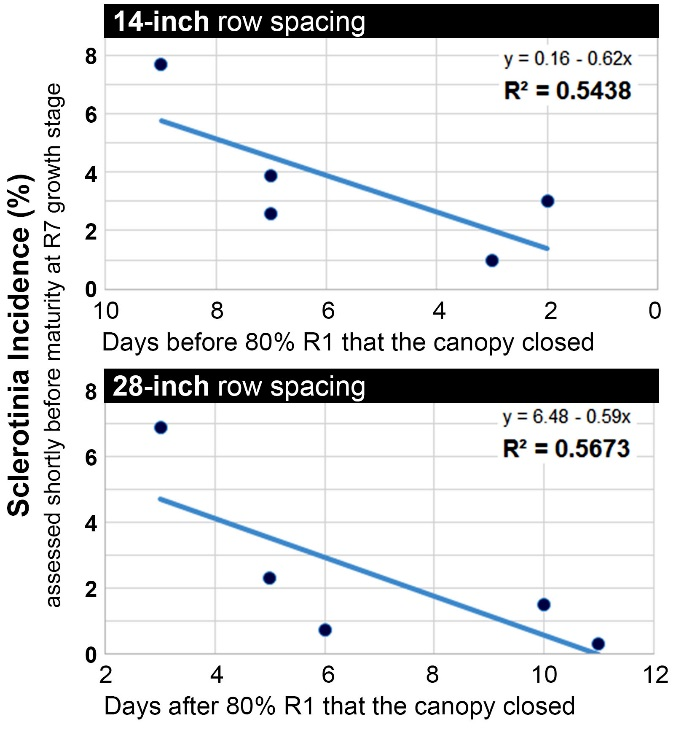 14-inch row spacing
y = 0.16 - 0.62x
R² = 0.5438
8
6
4
2
0
10 8 6 4 2 0
Days before 80% R1 that the canopy closed
Sclerotinia Incidence (%)
assessed shortly before maturity at R7 growth stage
28-inch row spacing
y = 6.48 - 0.59x
R² = 0.5673
8
6
4
2
0
2 4 6 8 10 12
Days after 80% R1 that the canopy closed